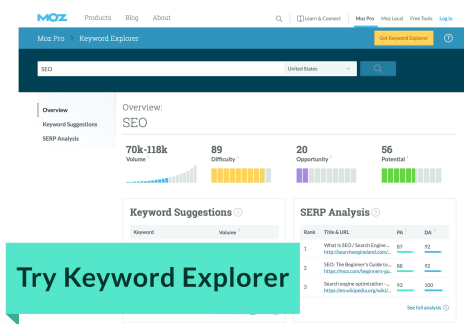 MOZ Products Blog About Learn & Connect Moz Pro Moz Local Free Tools Log In
Moz Pro > Keyword Explorer Get Keyword Explorer
SEO United States
Overview
Keyword Suggestions
SERP Analysis
Overview:
SEO
70k-118k 89 20 56
Volume Difficulty Opportunity Potential
Keyword Suggestions SERP Analysis
Keyword Volume Rank Title & URL PA DA
1 What is SEO / Search Engine ... 87 92
http://searchengineland.com/...
2 SEO: The Beginner's Guide to... 88 92
https://moz.com/beginners-gu...
3 Search engine optimization -... 93 100
https://en.wikipedia.org/wiki/...
See full analysis
Try Keyword Explorer